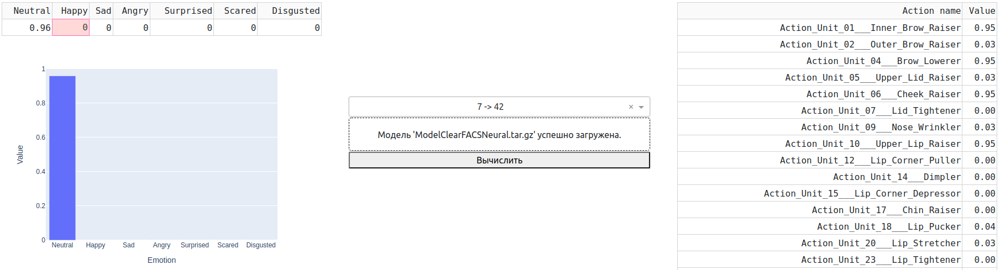 Neutral Happy Sad Angry Surprised Scared Disgusted
0.96 0 0 0 0 0 0
1
0.8
0.6
0.4
0.2
0
Value
Neutral Happy Sad Angry Surprised Scared Disgusted
Emotion
7 -> 42 × 
Модель 'ModelClearFACSNeural.tar.gz' успешно загружена.
Вычислить
Action name Value
Action_Unit_01___Inner_Brow_Raiser 0.95
Action_Unit_02___Outer_Brow_Raiser 0.03
Action_Unit_04___Brow_Lowerer 0.95
Action_Unit_05___Upper_Lid_Raiser 0.03
Action_Unit_06___Cheek_Raiser 0.95
Action_Unit_07___Lid_Tightener 0.00
Action_Unit_09___Nose_Wrinkler 0.03
Action_Unit_10___Upper_Lip_Raiser 0.95
Action_Unit_12___Lip_Corner_Puller 0.00
Action_Unit_14___Dimpler 0.00
Action_Unit_15___Lip_Corner_Depressor 0.00
Action_Unit_17___Chin_Raiser 0.00
Action_Unit_18___Lip_Pucker 0.04
Action_Unit_20___Lip_Stretcher 0.03
Action_Unit_23___Lip_Tightener 0.00